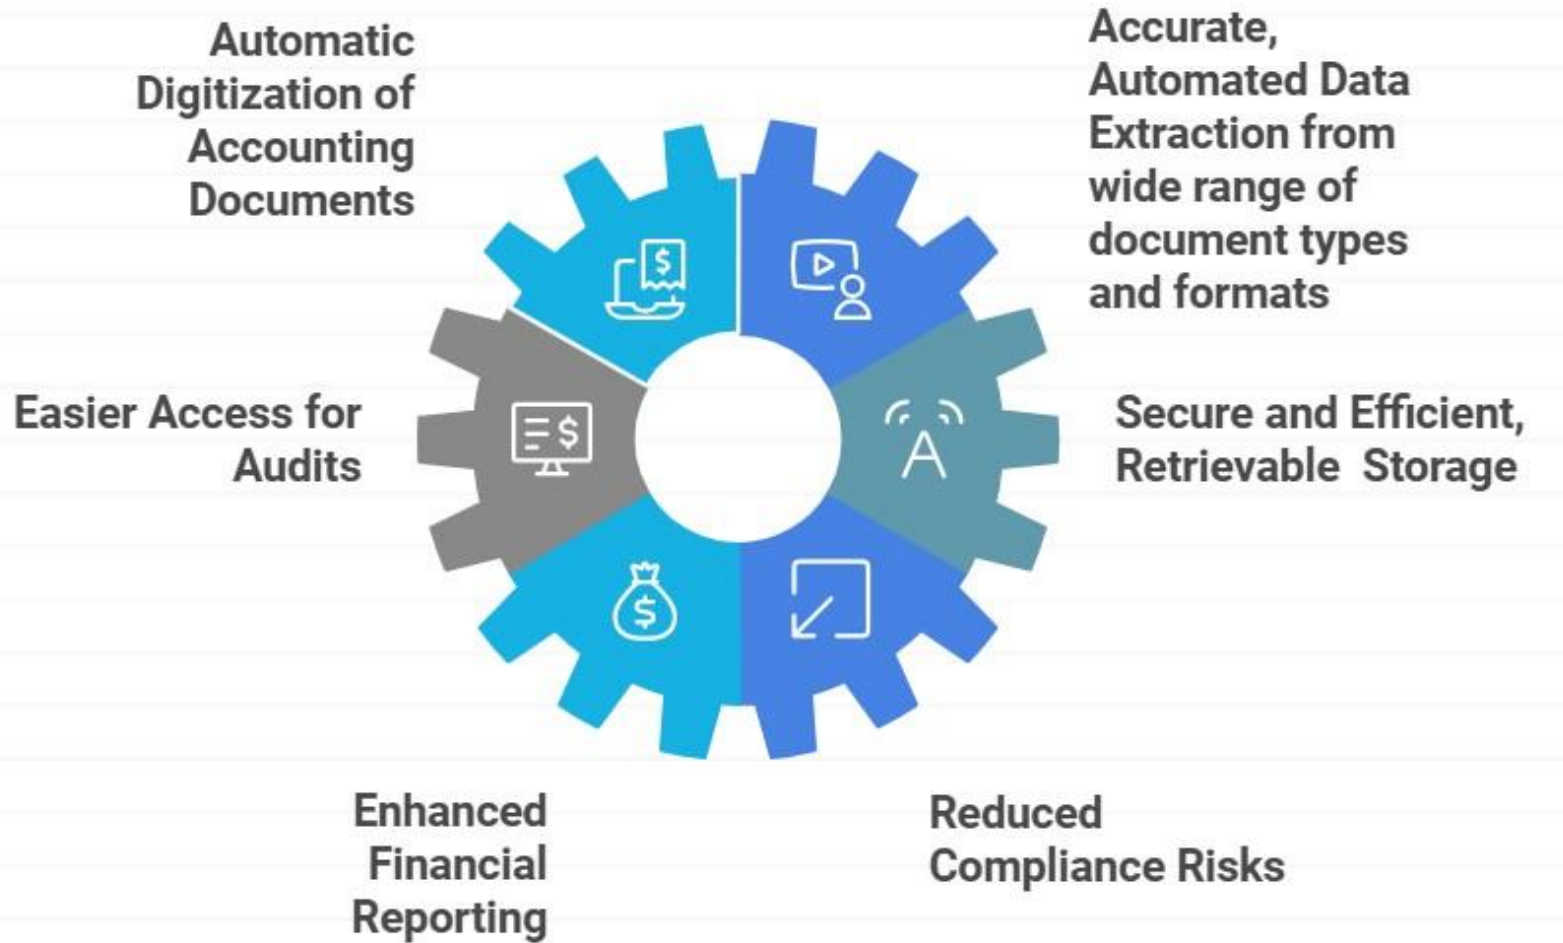 Automatic
Digitization of
Accounting
Documents
Accurate,
Automated Data
Extraction from
wide range of
document types
and formats
Easier Access for
Audits
$
$
A
Secure and Efficient,
Retrievable  Storage
$
Enhanced
Financial
Reporting
Reduced
Compliance Risks